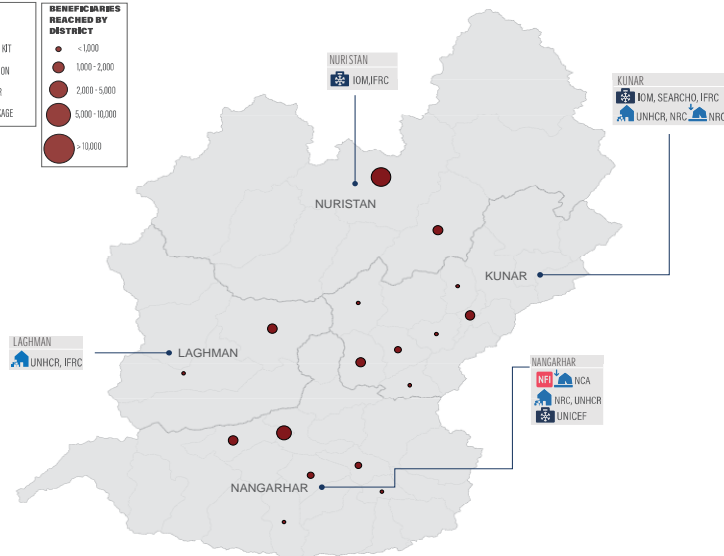 KIT
ON
R
KAGE
BENEFICIARIES
REACHED BY
DISTRICT
< 1,000
1,000 - 2,000
2,000 - 5,000
5,000 - 10,000
> 10,000
NURISTAN
IOM,IFRC
KUNAR
IOM, SEARCHO, IFRC
UNHCR, NRC NRC
NURISTAN
KUNAR
LAGHMAN
UNHCR, IFRC
LAGHMAN
NANGARHAR
NFI NCA
NRC, UNHCR
UNICEF
NANGARHAR